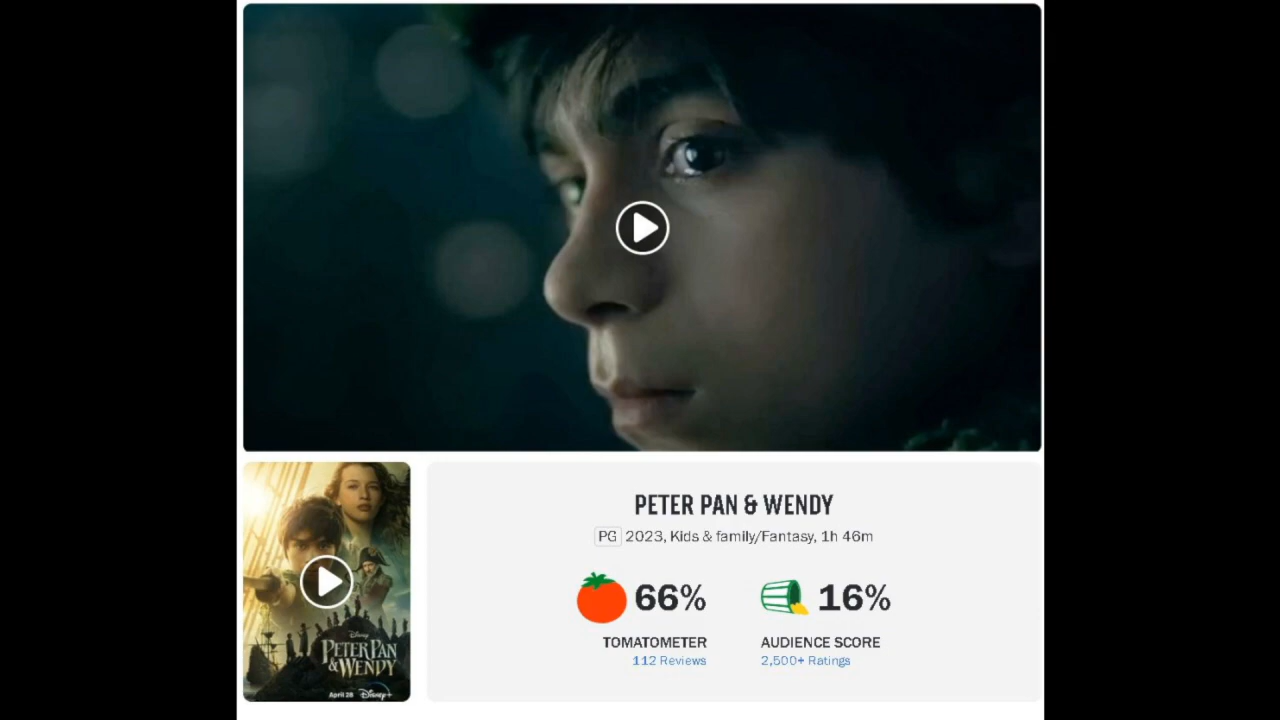 PETER PAN & WENDY
PG 2023, Kids & family/Fantasy, 1h 46m
66% 16%
TOMATOMETER AUDIENCE SCORE
112 Reviews 2,500+ Ratings
Disney
PETER PAN
& WENDY
April 28 Disney+